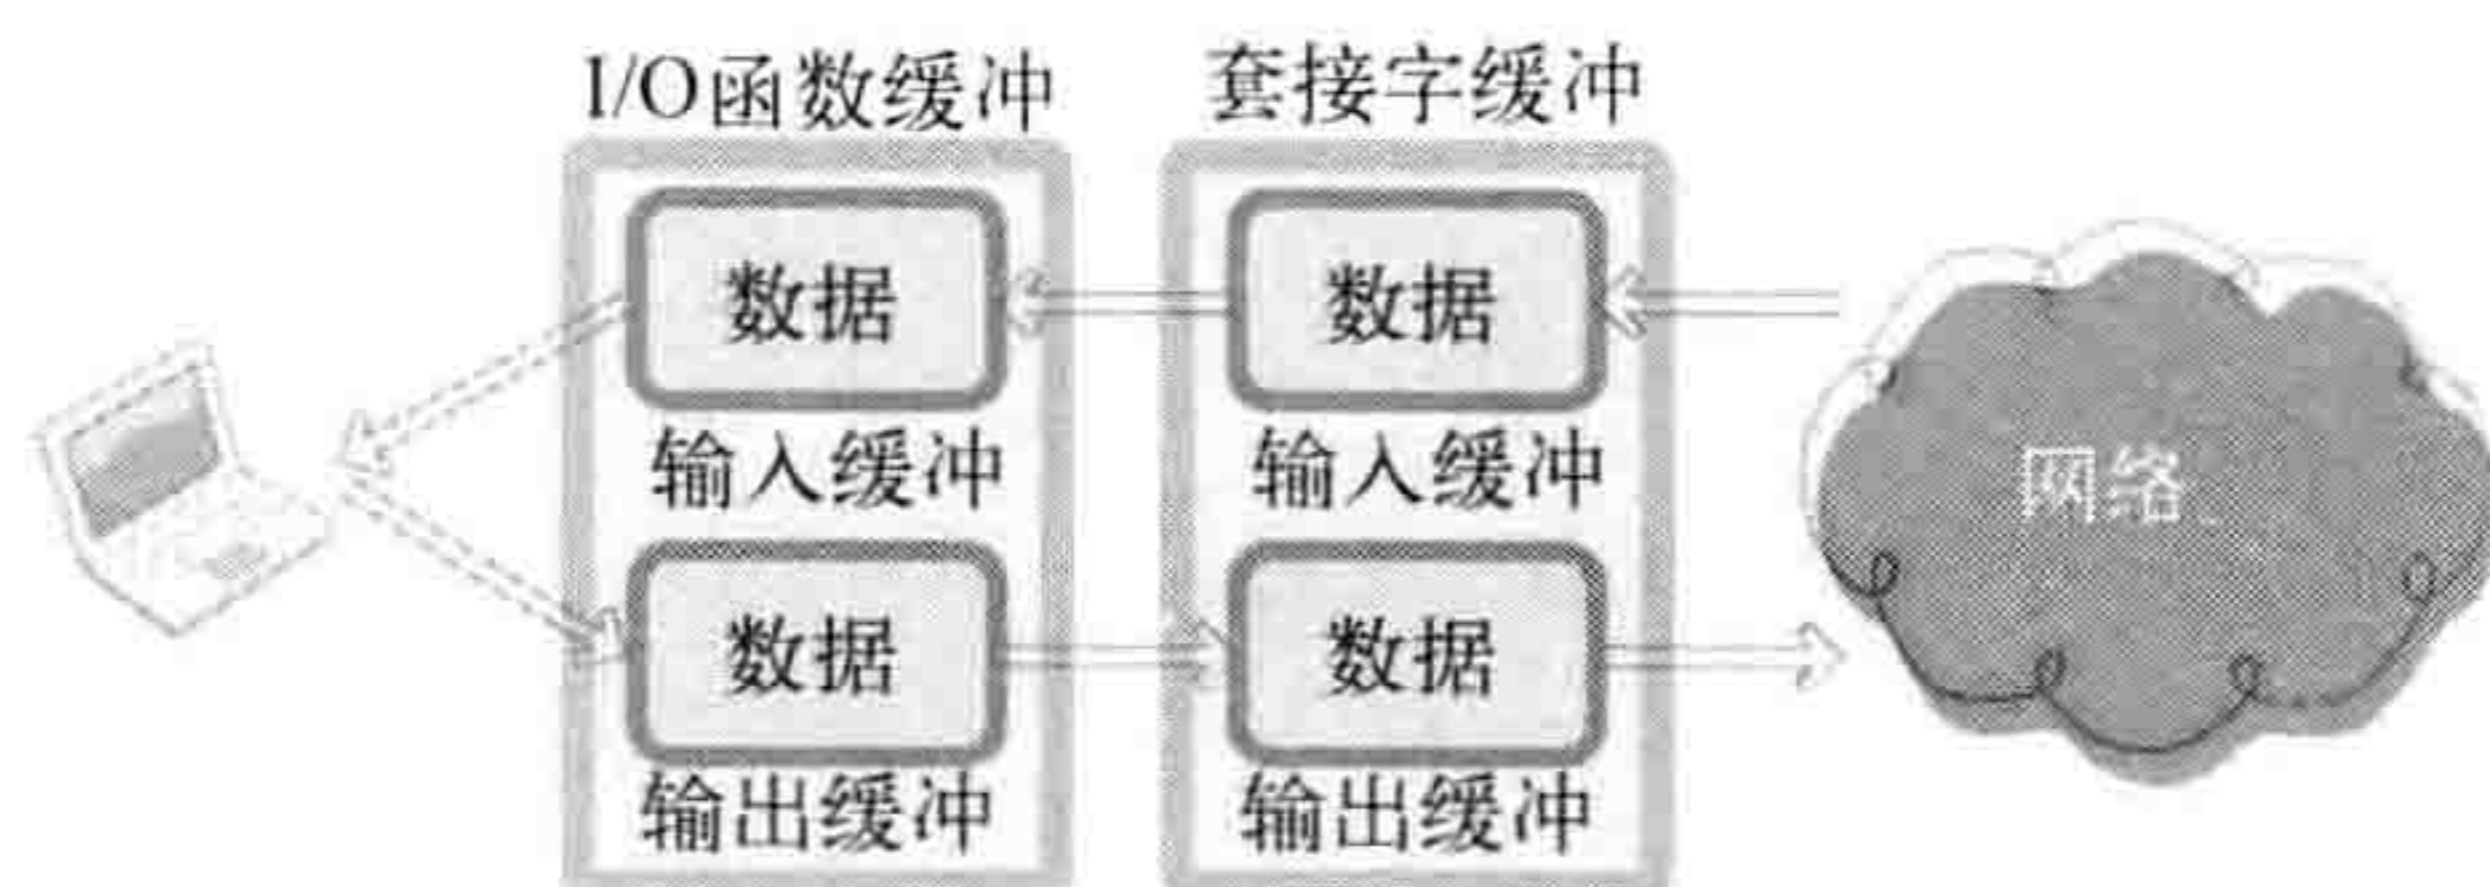 I/O函数缓冲
套接字缓冲
数据
数据
输入缓冲
输入缓冲
网络
数据
数据
输出缓冲
输出缓冲